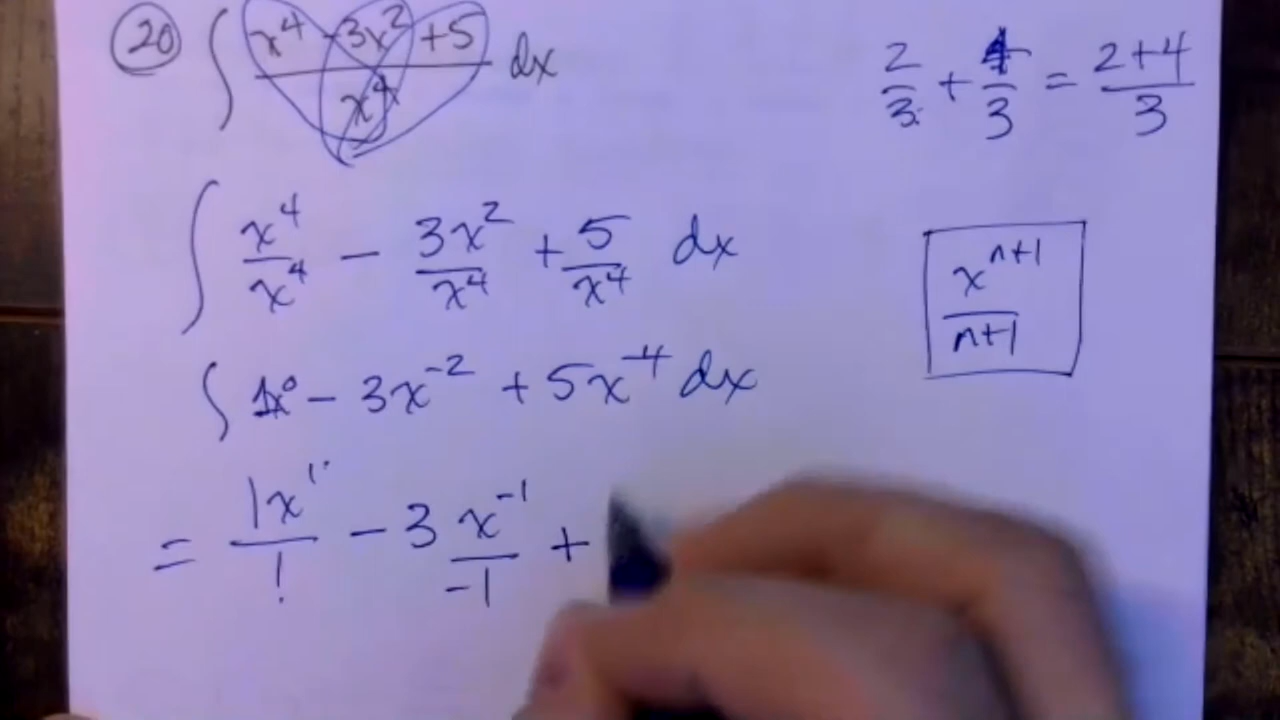 20 ∫ (x⁴ - 3x² + 5)/x⁴ dx
2/3 + 4/3 = (2+4)/3
∫ x⁴/x⁴ - 3x²/x⁴ + 5/x⁴ dx
xⁿ⁺¹/(n+1)
∫ 1x⁰ - 3x⁻² + 5x⁻⁴ dx
= 1x¹/1 - 3 x⁻¹/-1 +